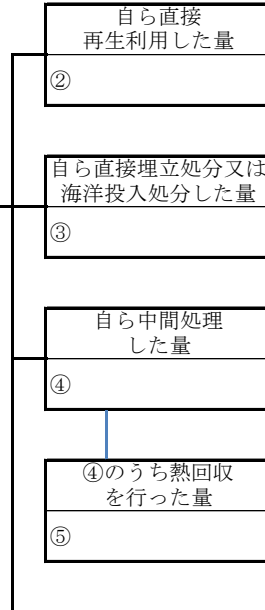 自ら直接
再生利用した量
②
自ら直接埋立処分又は
海洋投入処分した量
③
自ら中間処理
した量
④
④のうち熱回収
を行った量
⑤